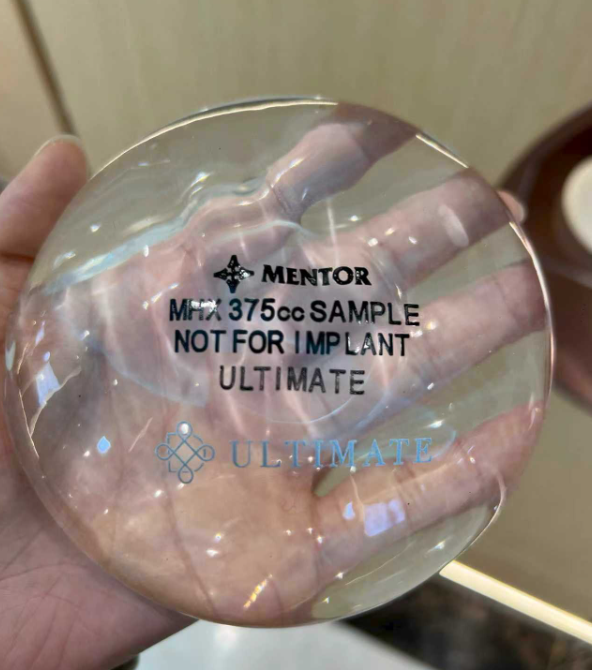 MENTOR
MHX 375cc SAMPLE
NOT FOR IMPLANT
ULTIMATE
ULTIMATE